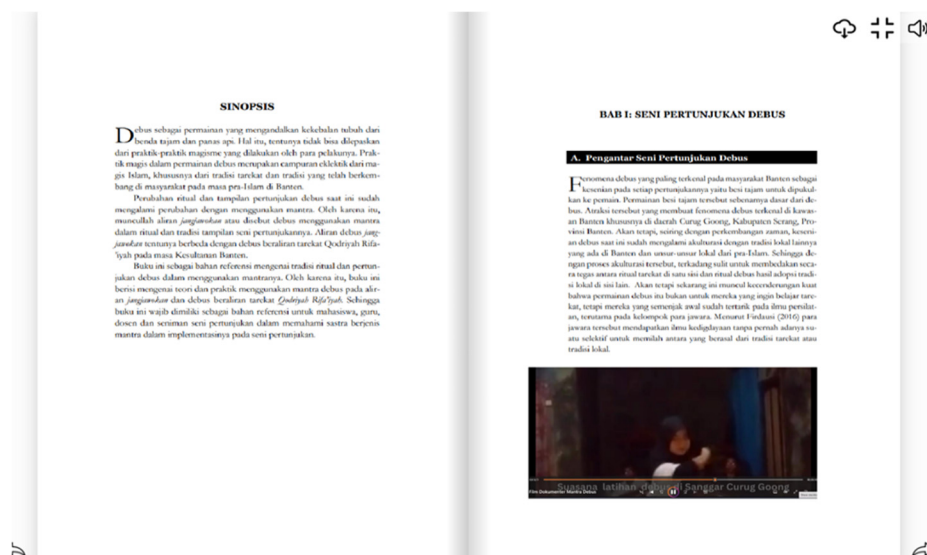 SINOPSIS
Debus sebagai permainan yang mengandalkan kekebalan tubuh dari
benda tajam dan panas api. Hal itu, tentunya tidak bisa dilepaskan
dari praktik-praktik magisme yang dilakukan oleh para pelakunya. Prak-
tik magis dalam permainan debus merupakan campuran eklektik dari ma-
gis Islam, khususnya dari tradisi tarekat dan tradisi yang telah berkem-
bang di masyarakat pada masa pra-Islam di Banten.
Perubahan ritual dan tampilan pertunjukan debus saat ini sudah
mengalami perubahan dengan menggunakan mantra. Oleh karena itu,
muncullah aliran jangjawokan atau disebut debus menggunakan mantra
dalam ritual dan tradisi tampilan seni pertunjukannya. Aliran debus jang-
jawokan tentunya berbeda dengan debus beraliran tarekat Qodriyah Rifa-
'iyah pada masa Kesultanan Banten.
Buku ini sebagai bahan referensi mengenai tradisi ritual dan pertun-
jukan debus dalam menggunakan mantranya. Oleh karena itu, buku ini
berisi mengenai teori dan praktik menggunakan mantra debus pada alir-
an jangjawokan dan debus beraliran tarekat Qodriyah Rifa'iyah. Sehingga
buku ini wajib dimiliki sebagai bahan referensi untuk mahasiswa, guru,
dosen dan seniman seni pertunjukan dalam memahami sastra berjenis
mantra dalam implementasinya pada seni pertunjukan.
BAB I: SENI PERTUNJUKAN DEBUS
A. Pengantar Seni Pertunjukan Debus
Fenomena debus yang paling terkenal pada masyarakat Banten sebagai
kesenian pada setiap pertunjukannya yaitu besi tajam untuk dipukul-
kan ke pemain. Permainan besi tajam tersebut sebenarnya dasar dari de-
bus. Atraksi tersebut yang membuat fenomena debus terkenal di kawas-
an Banten khususnya di daerah Curug Goong, Kabupaten Serang, Pro-
vinsi Banten. Akan tetapi, seiring dengan perkembangan zaman, keseni-
an debus saat ini sudah mengalami akulturasi dengan tradisi lokal lainnya
yang ada di Banten dan unsur-unsur lokal dari pra-Islam. Sehingga de-
ngan proses akulturasi tersebut, terkadang sulit untuk membedakan seca-
ra tegas antara ritual tarekat di satu sisi dan ritual debus hasil adopsi tradi-
si lokal di sisi lain. Akan tetapi sekarang ini muncul kecenderungan kuat
bahwa permainan debus itu bukan untuk mereka yang ingin belajar tare-
kat, tetapi mereka yang semenjak awal sudah tertarik pada ilmu persilat-
an, terutama pada kelompok para jawara. Menurut Firdausi (2016) para
jawara tersebut mendapatkan ilmu kedigdayaan tanpa pernah adanya su-
atu selektif untuk memilah antara yang berasal dari tradisi tarekat atau
tradisi lokal.
Suasana latihan debus di Sanggar Curug Goong
Film Dokumenter Mantra Debus